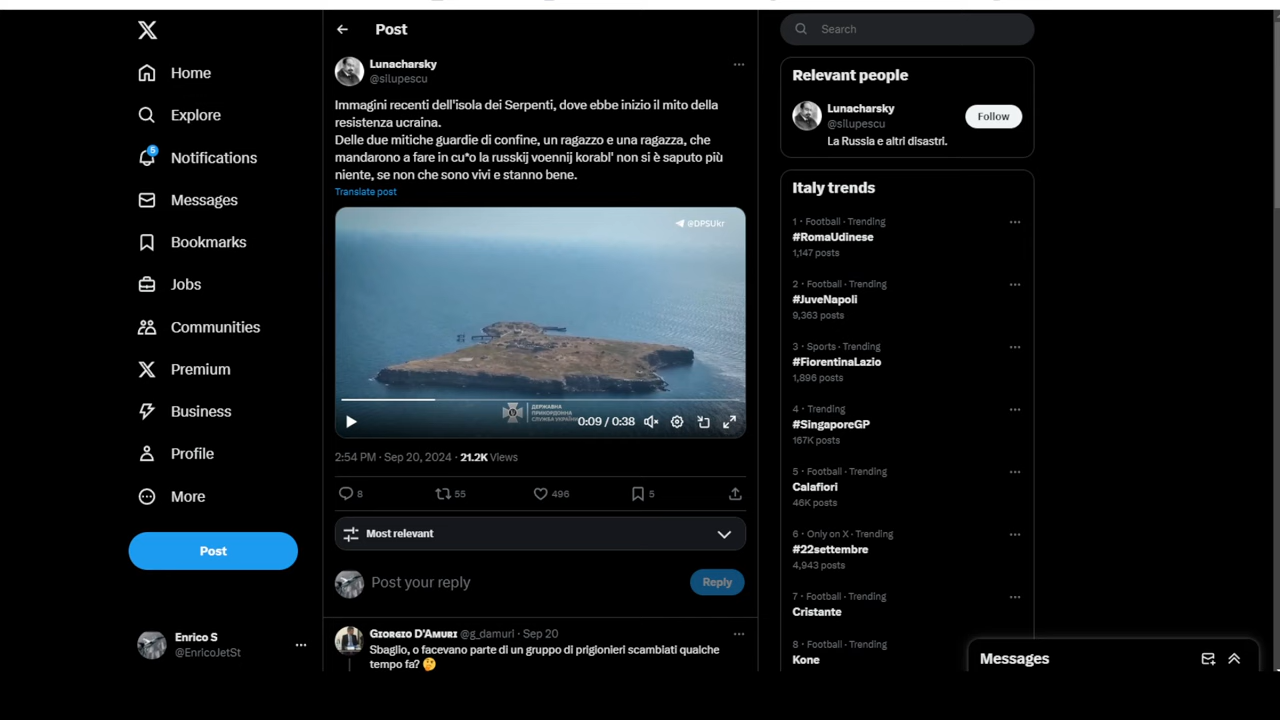 Home
Explore
5
Notifications
Messages
Bookmarks
Jobs
Communities
Premium
Business
Profile
More
Post
Enrico S
@EnricoJetSt
Post
Lunacharsky
@silupescu
Immagini recenti dell'isola dei Serpenti, dove ebbe inizio il mito della
resistenza ucraina.
Delle due mitiche guardie di confine, un ragazzo e una ragazza, che
mandarono a fare in cu*o la russkij voennij korabl' non si è saputo più
niente, se non che sono vivi e stanno bene.
Translate post
@DPSUkr
ДЕРЖАВНА
ПРИКОРДОННА
СЛУЖБА УКРАЇНИ
0:09 / 0:38
2:54 PM · Sep 20, 2024 · 21.2K Views
8 55 496 5
Most relevant
Post your reply
Reply
Giorgio D'Amuri @g_damuri · Sep 20
Sbaglio, o facevano parte di un gruppo di prigionieri scambiati qualche
tempo fa? 🤔
Search
Relevant people
Lunacharsky
@silupescu
Follow
La Russia e altri disastri.
Italy trends
1 · Football · Trending
#RomaUdinese
1,147 posts
2 · Football · Trending
#JuveNapoli
9,363 posts
3 · Sports · Trending
#FiorentinaLazio
1,896 posts
4 · Trending
#SingaporeGP
167K posts
5 · Football · Trending
Calafiori
46K posts
6 · Only on X · Trending
#22settembre
4,943 posts
7 · Football · Trending
Cristante
8 · Football · Trending
Kone
Messages